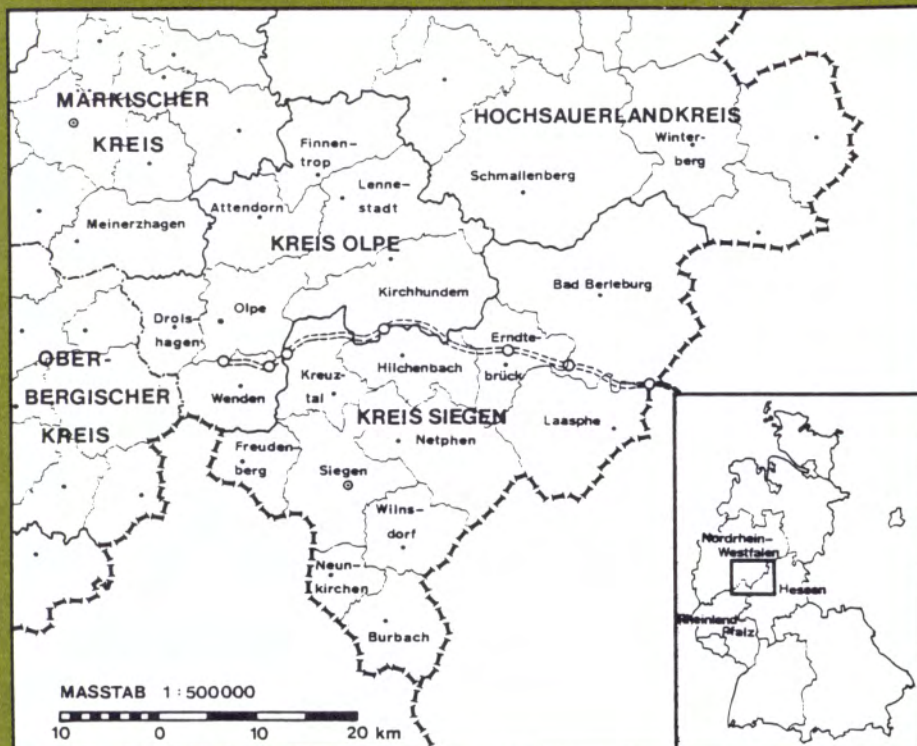 MÄRKISCHER
KREIS
HOCHSAUERLANDKREIS
Winter-
berg
Finnen-
trop
Schmallenberg
Lenne-
stadt
Attendorn
Meinerzhagen
KREIS OLPE
Kirchhundem
Bad Berleburg
Olpe
Drols-
hagen
Erndte-
brück
OBER-
BERGISCHER
KREIS
Hilchenbach
Kreuz-
tal
Wenden
KREIS SIEGEN
Laasphe
Netphen
Freuden-
berg
Siegen
Wilns-
dorf
Neun-
kirchen
Burbach
Nordrhein-
Westfalen
Hessen
Rheinland-
Pfalz
MASSTAB 1 : 500 000
10 0 10 20 km